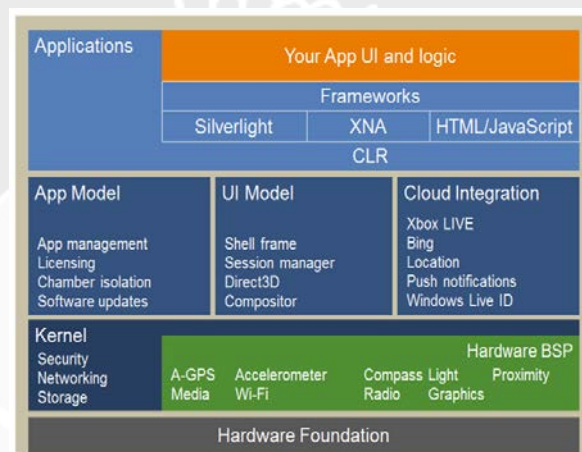 Applications
Your App UI and logic
Frameworks
Silverlight XNA HTML/JavaScript
CLR
App Model
App management
Licensing
Chamber isolation
Software updates
UI Model
Shell frame
Session manager
Direct3D
Compositor
Cloud Integration
Xbox LIVE
Bing
Location
Push notifications
Windows Live ID
Kernel
Security
Networking
Storage
Hardware BSP
A-GPS Accelerometer Compass Light Proximity
Media Wi-Fi Radio Graphics
Hardware Foundation